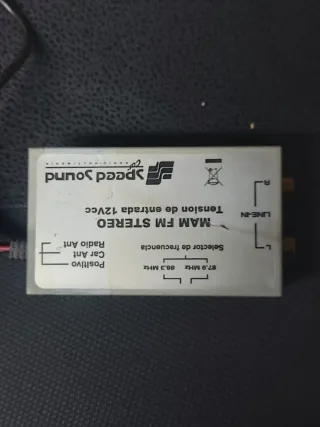 Speed Sound
MAM FM STEREO
Tension de entrada 12Vcc
Selector de frecuencia
87.9 MHz
88.3 MHz
Positivo
Car Ant
Radio Ant
L
LINE-IN
R